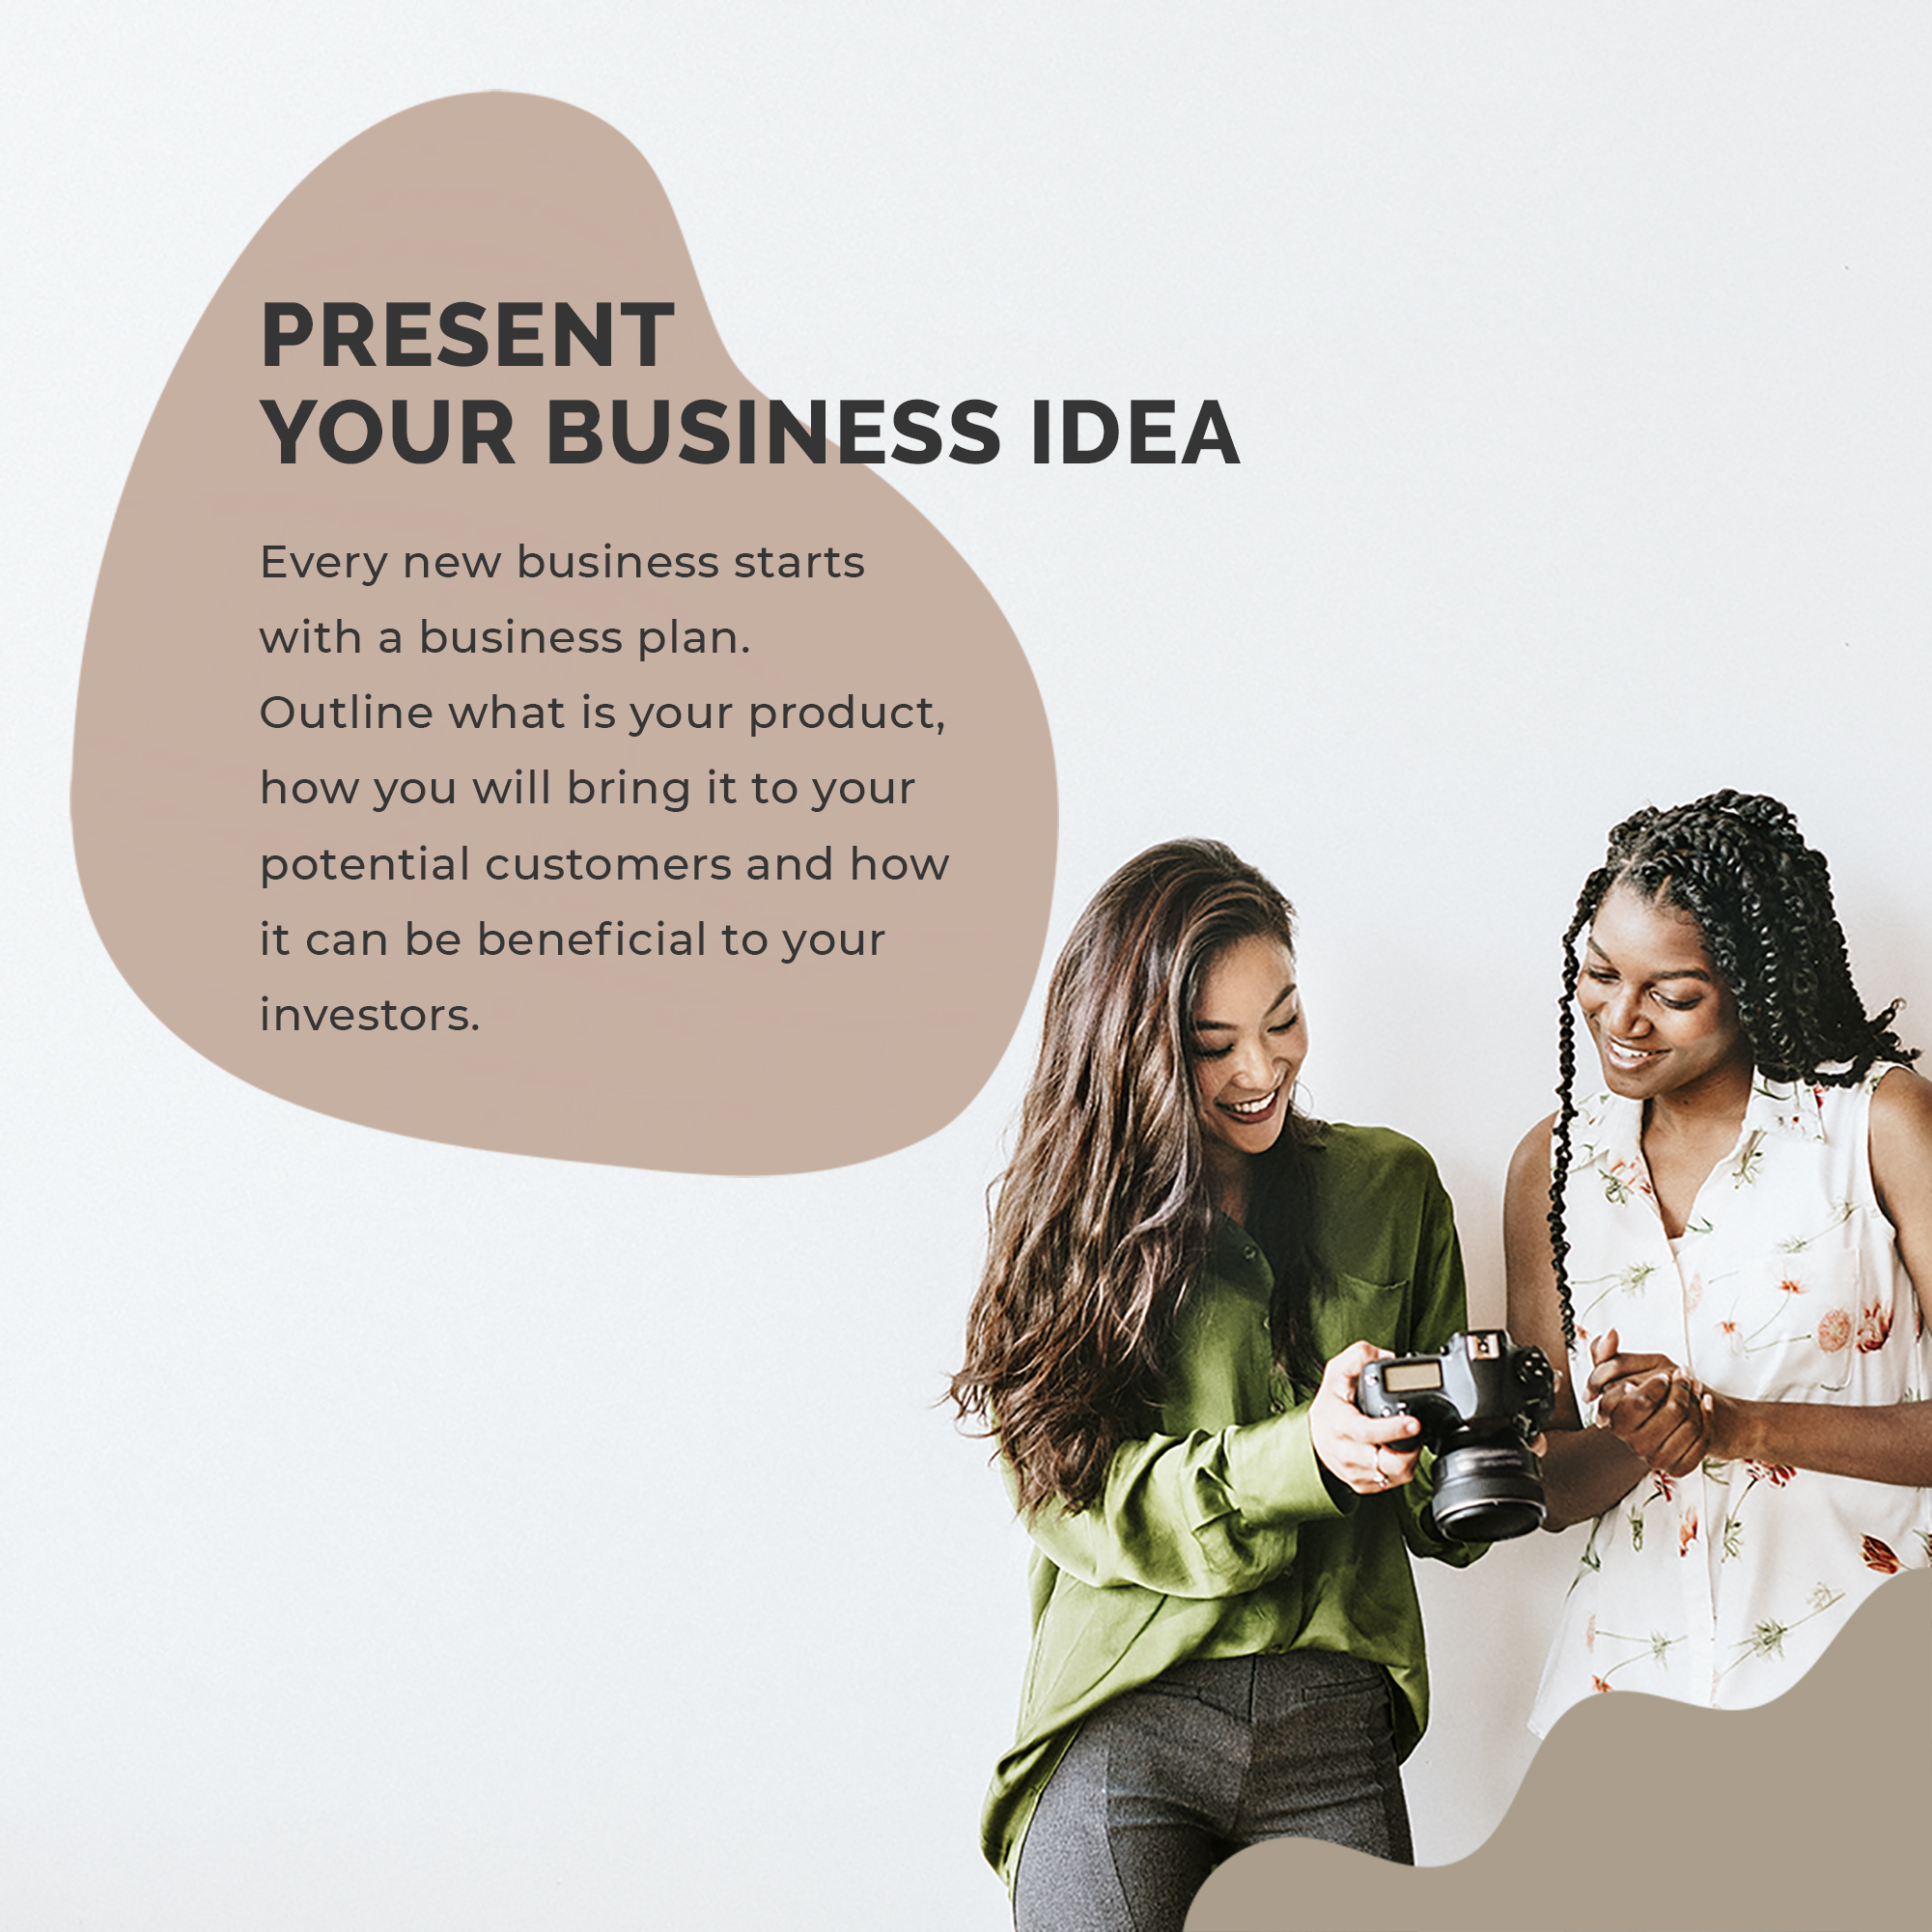 PRESENT
YOUR BUSINESS IDEA
Every new business starts
with a business plan.
Outline what is your product,
how you will bring it to your
potential customers and how
it can be beneficial to your
investors.